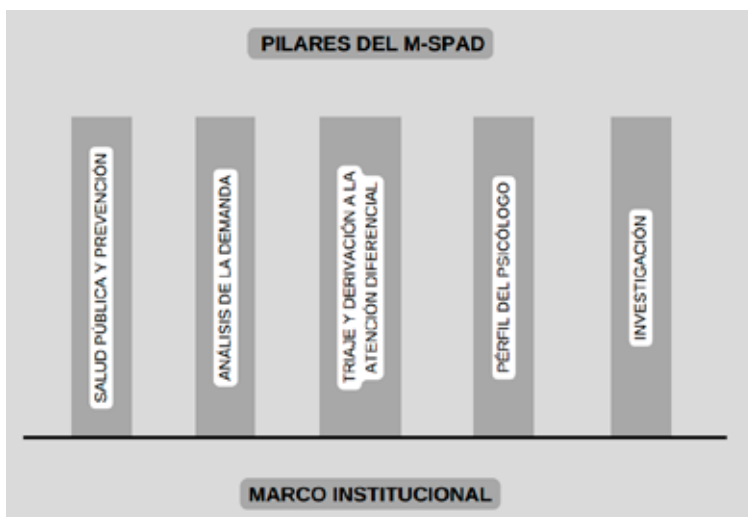 PILARES DEL M-SPAD
SALUD PÚBLICA Y PREVENCIÓN
ANÁLISIS DE LA DEMANDA
TRIAJE Y DERIVACIÓN A LA
ATENCIÓN DIFERENCIAL
PÉRFIL DEL PSICÓLOGO
INVESTIGACIÓN
MARCO INSTITUCIONAL